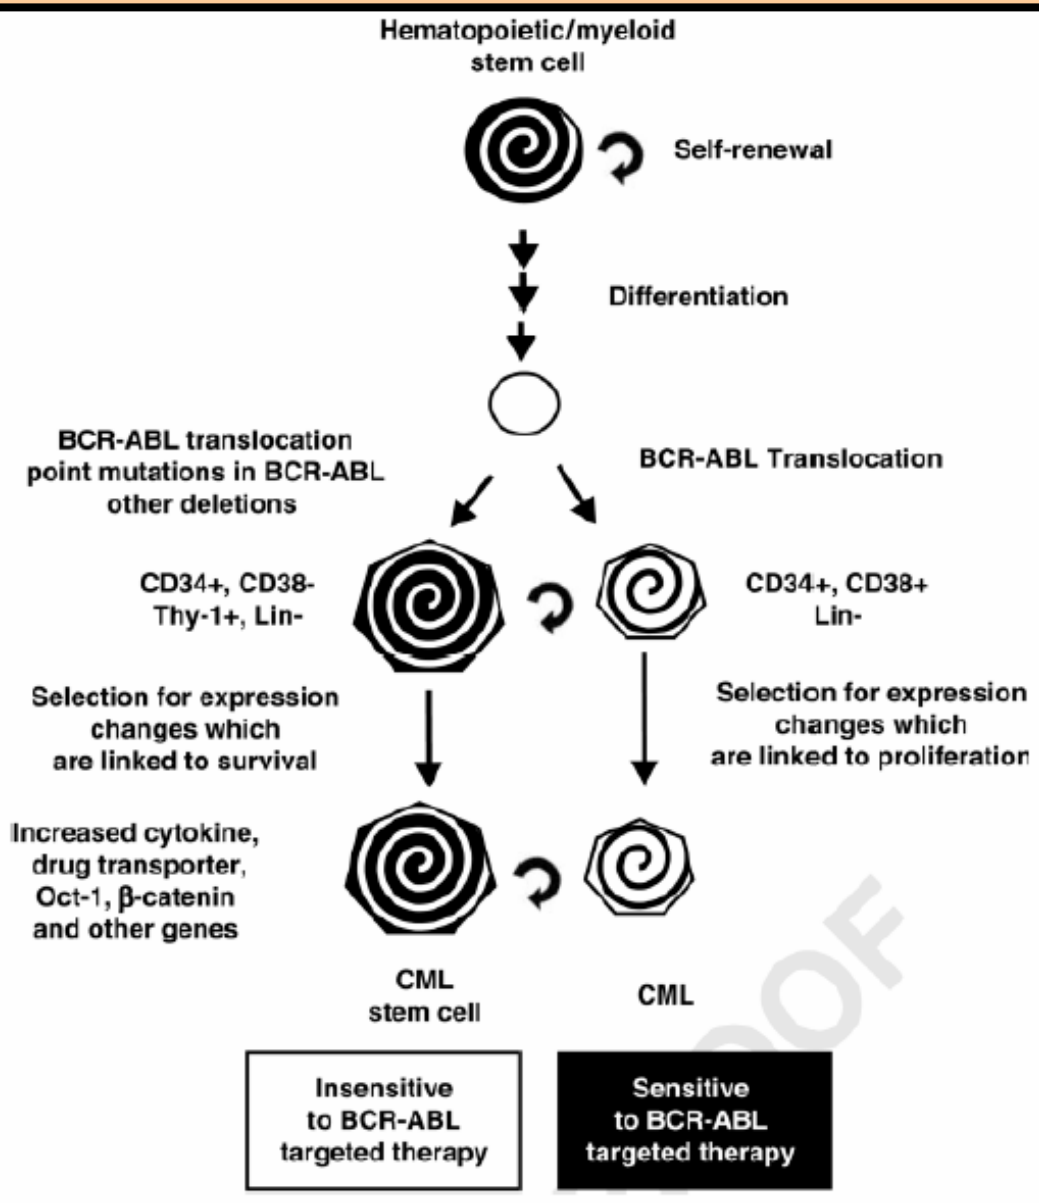 Hematopoietic/myeloid
stem cell
Self-renewal
Differentiation
BCR-ABL translocation
point mutations in BCR-ABL
other deletions
BCR-ABL Translocation
CD34+, CD38-
Thy-1+, Lin-
CD34+, CD38+
Lin-
Selection for expression
changes which
are linked to survival
Selection for expression
changes which
are linked to proliferation
Increased cytokine,
drug transporter,
Oct-1, β-catenin
and other genes
CML
stem cell
CML
Insensitive
to BCR-ABL
targeted therapy
Sensitive
to BCR-ABL
targeted therapy